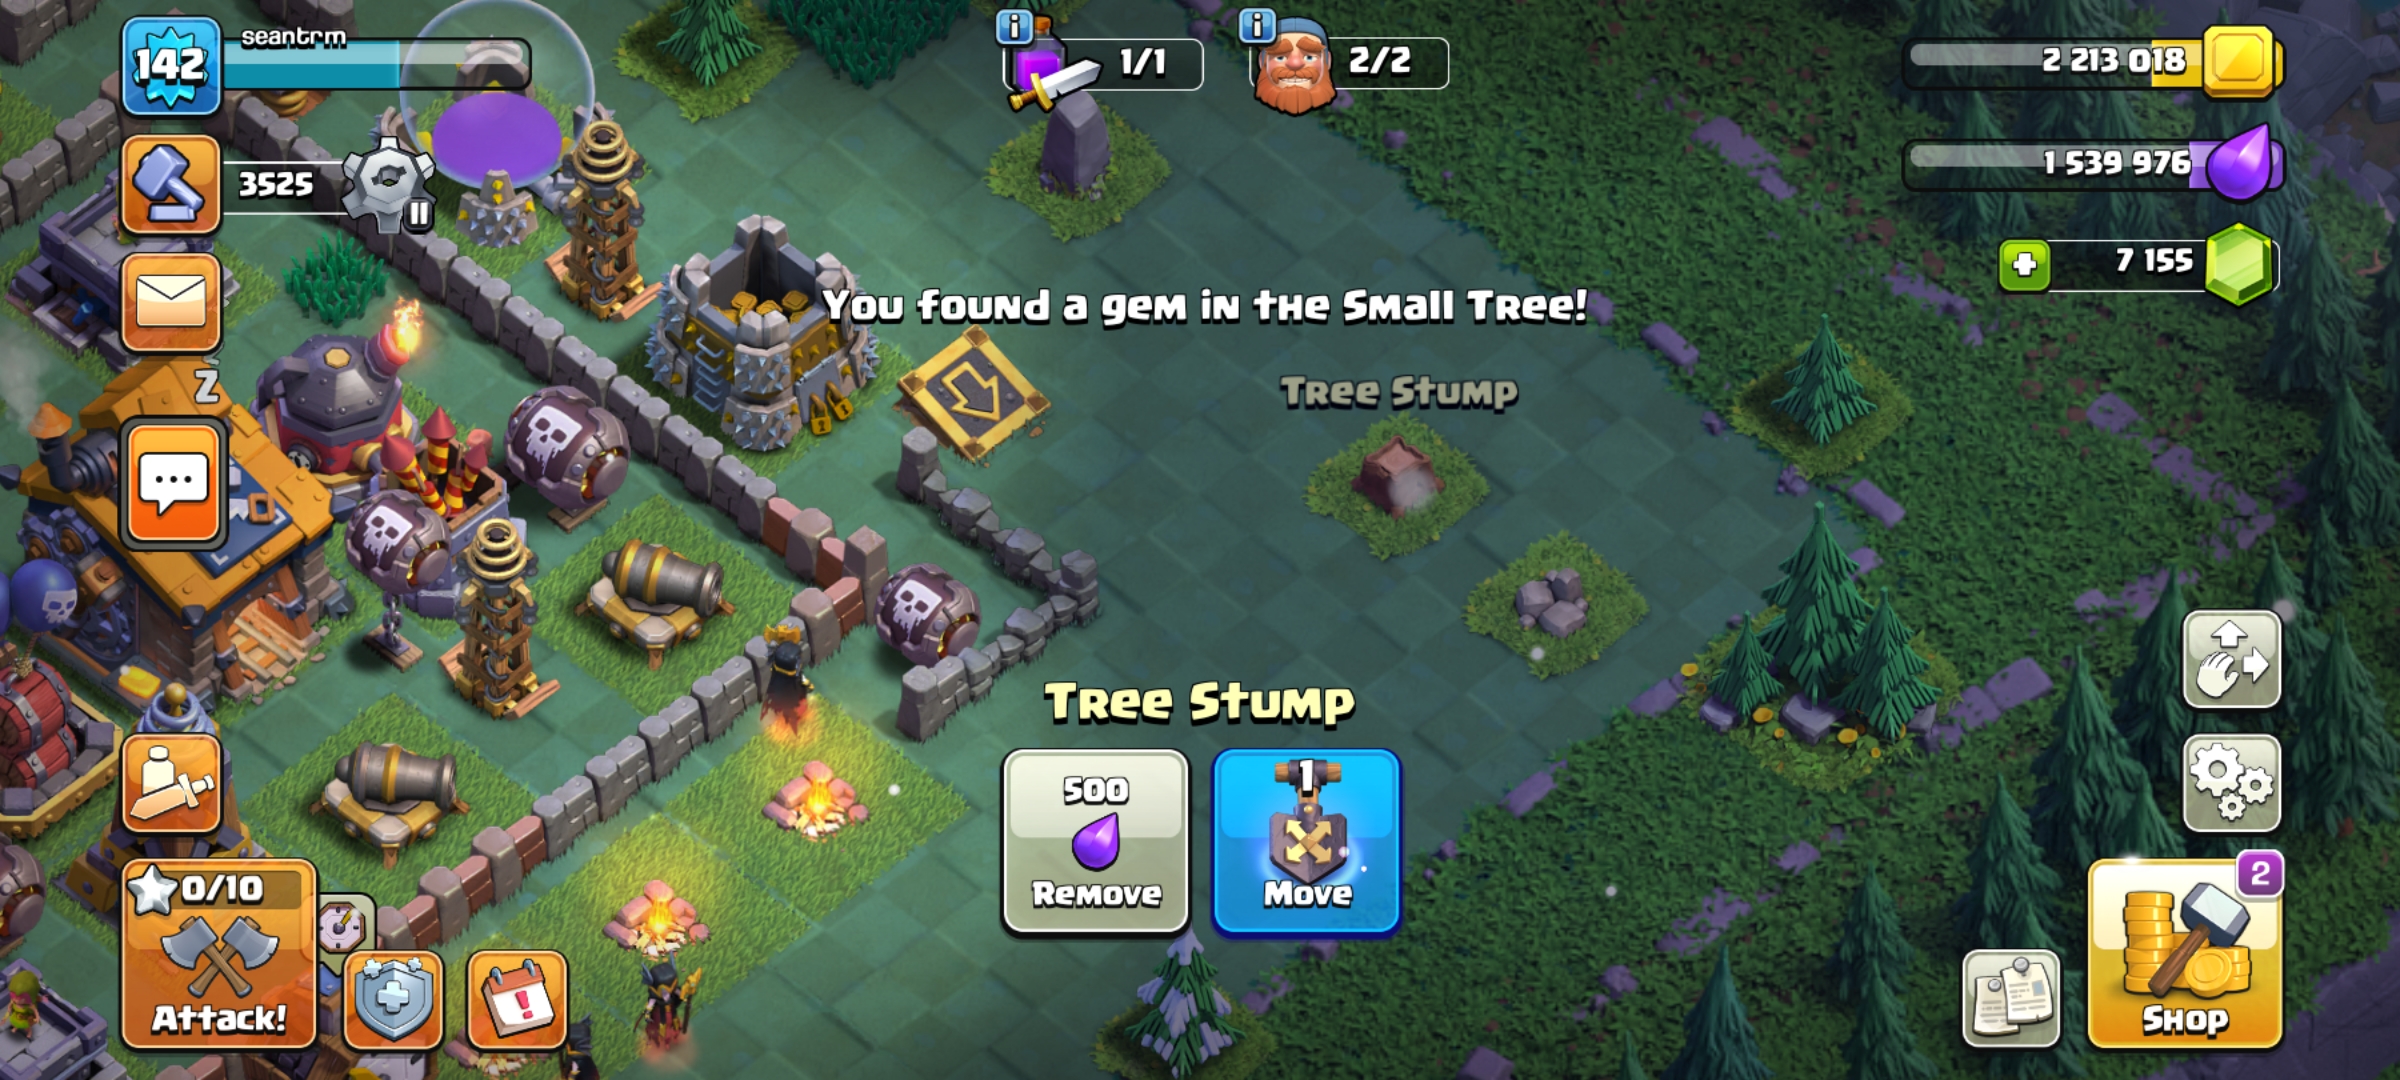 142
seantrm
1/1
2/2
2 213 018
3525
1 539 976
7 155
You found a gem in the Small Tree!
Z
Tree Stump
Tree Stump
500
Remove
1
Move
0/10
Attack!
2
Shop